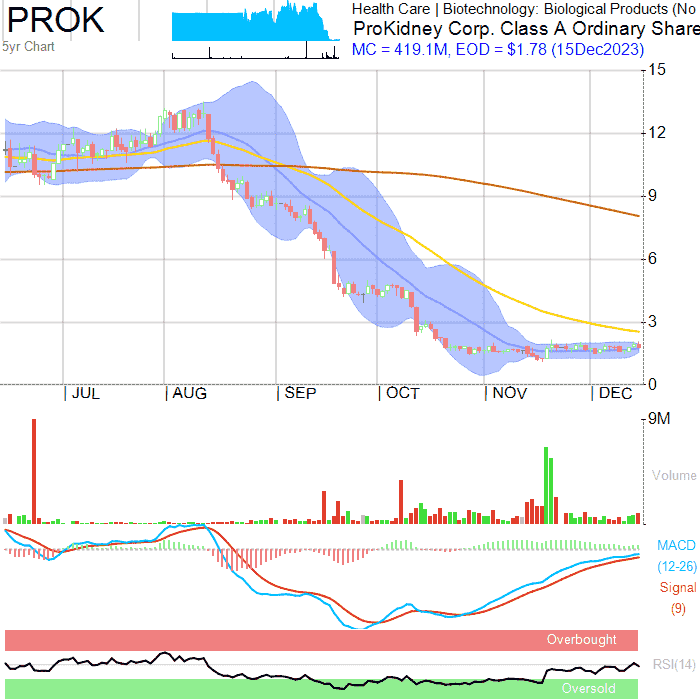 PROK
5yr Chart
Health Care | Biotechnology: Biological Products (No
ProKidney Corp. Class A Ordinary Share
MC = 419.1M, EOD = $1.78 (15Dec2023)
15
12
9
6
3
0
JUL
AUG
SEP
OCT
NOV
DEC
9M
Volume
MACD
(12-26)
Signal
(9)
Overbought
RSI(14)
Oversold